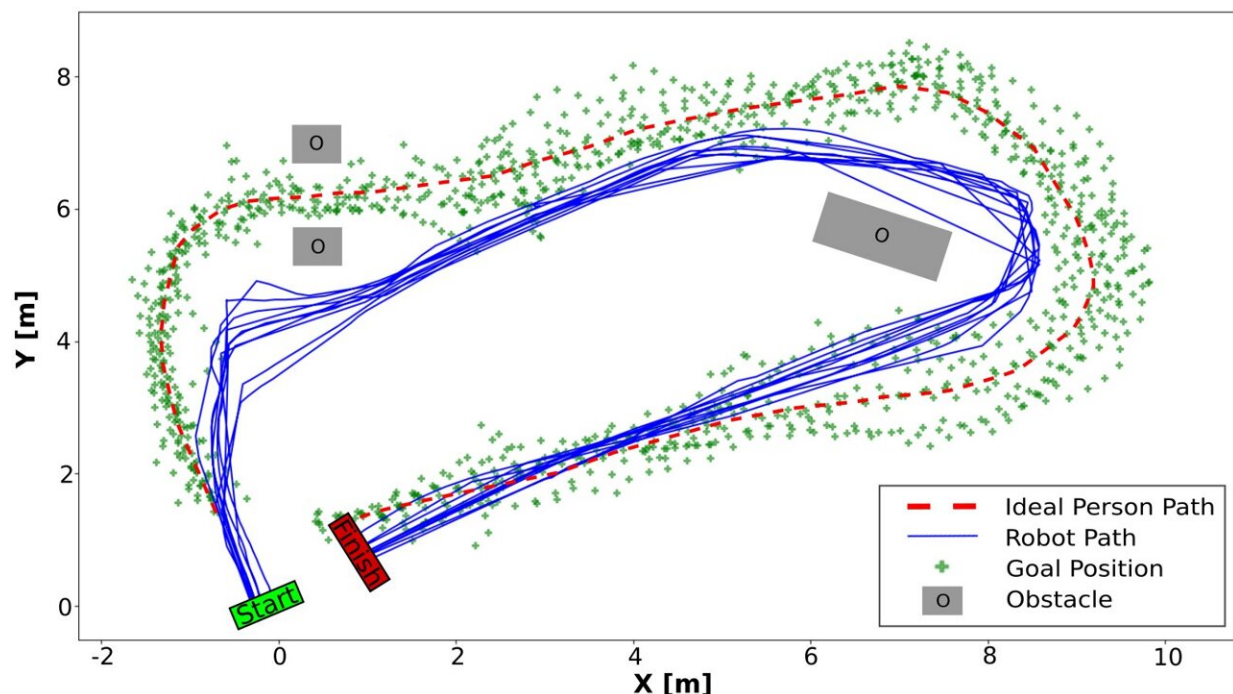 8
6
4
2
0
Y [m]
O
O
O
Start
Finish
Ideal Person Path
Robot Path
Goal Position
O Obstacle
-2 0 2 4 6 8 10
X [m]